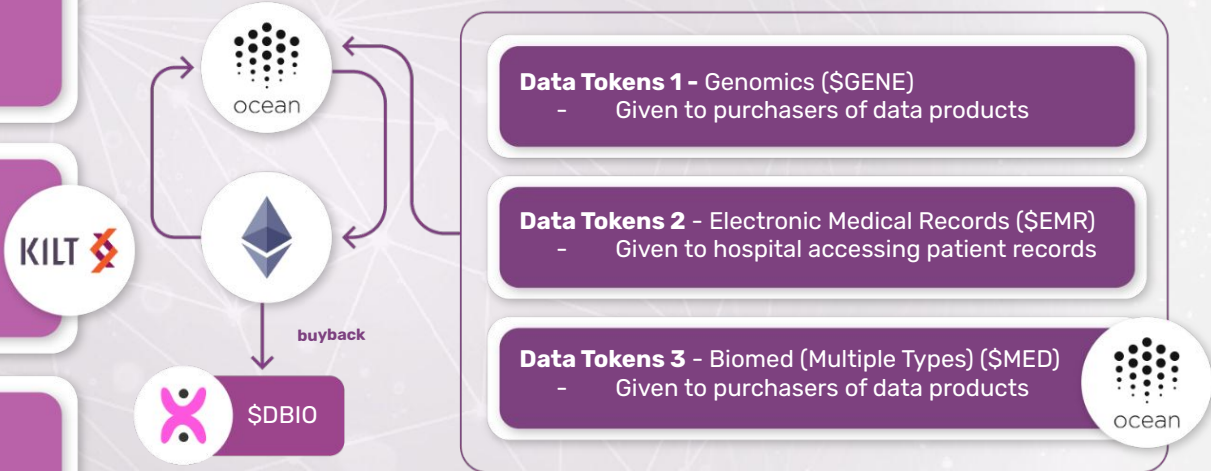 ocean
KILT
buyback
$DBIO
Data Tokens 1 - Genomics ($GENE)
- Given to purchasers of data products
Data Tokens 2 - Electronic Medical Records ($EMR)
- Given to hospital accessing patient records
Data Tokens 3 - Biomed (Multiple Types) ($MED)
- Given to purchasers of data products
ocean